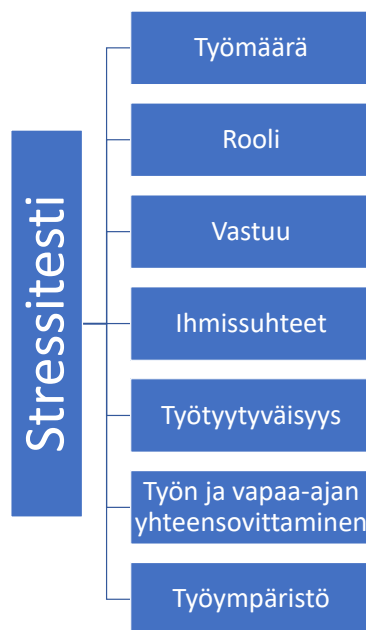 Stressitesti
Työmäärä
Rooli
Vastuu
Ihmissuhteet
Työtyytyväisyys
Työn ja vapaa-ajan
yhteensovittaminen
Työympäristö